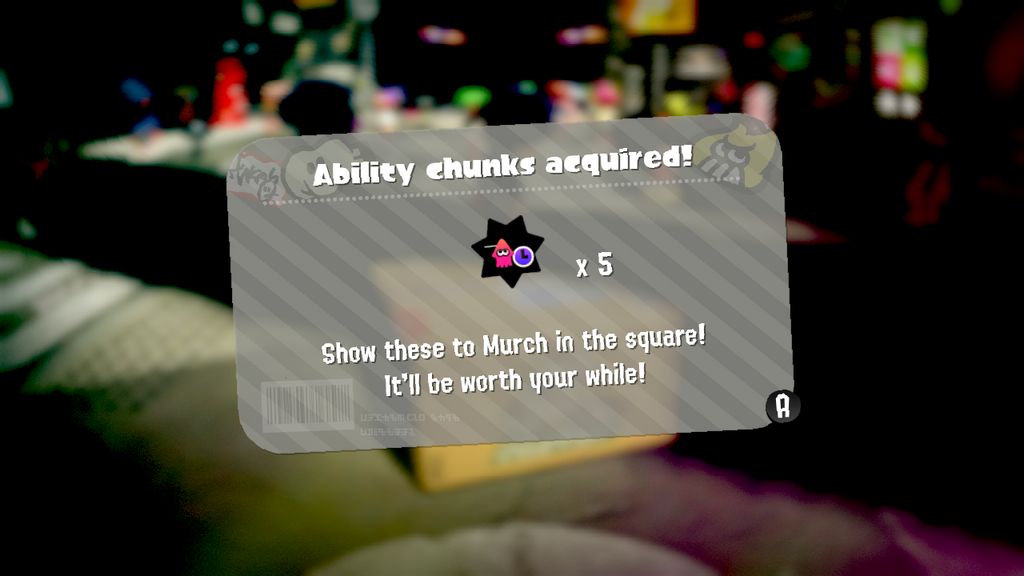 Ability chunks acquired!
x 5
Show these to Murch in the square!
It'll be worth your while!
A